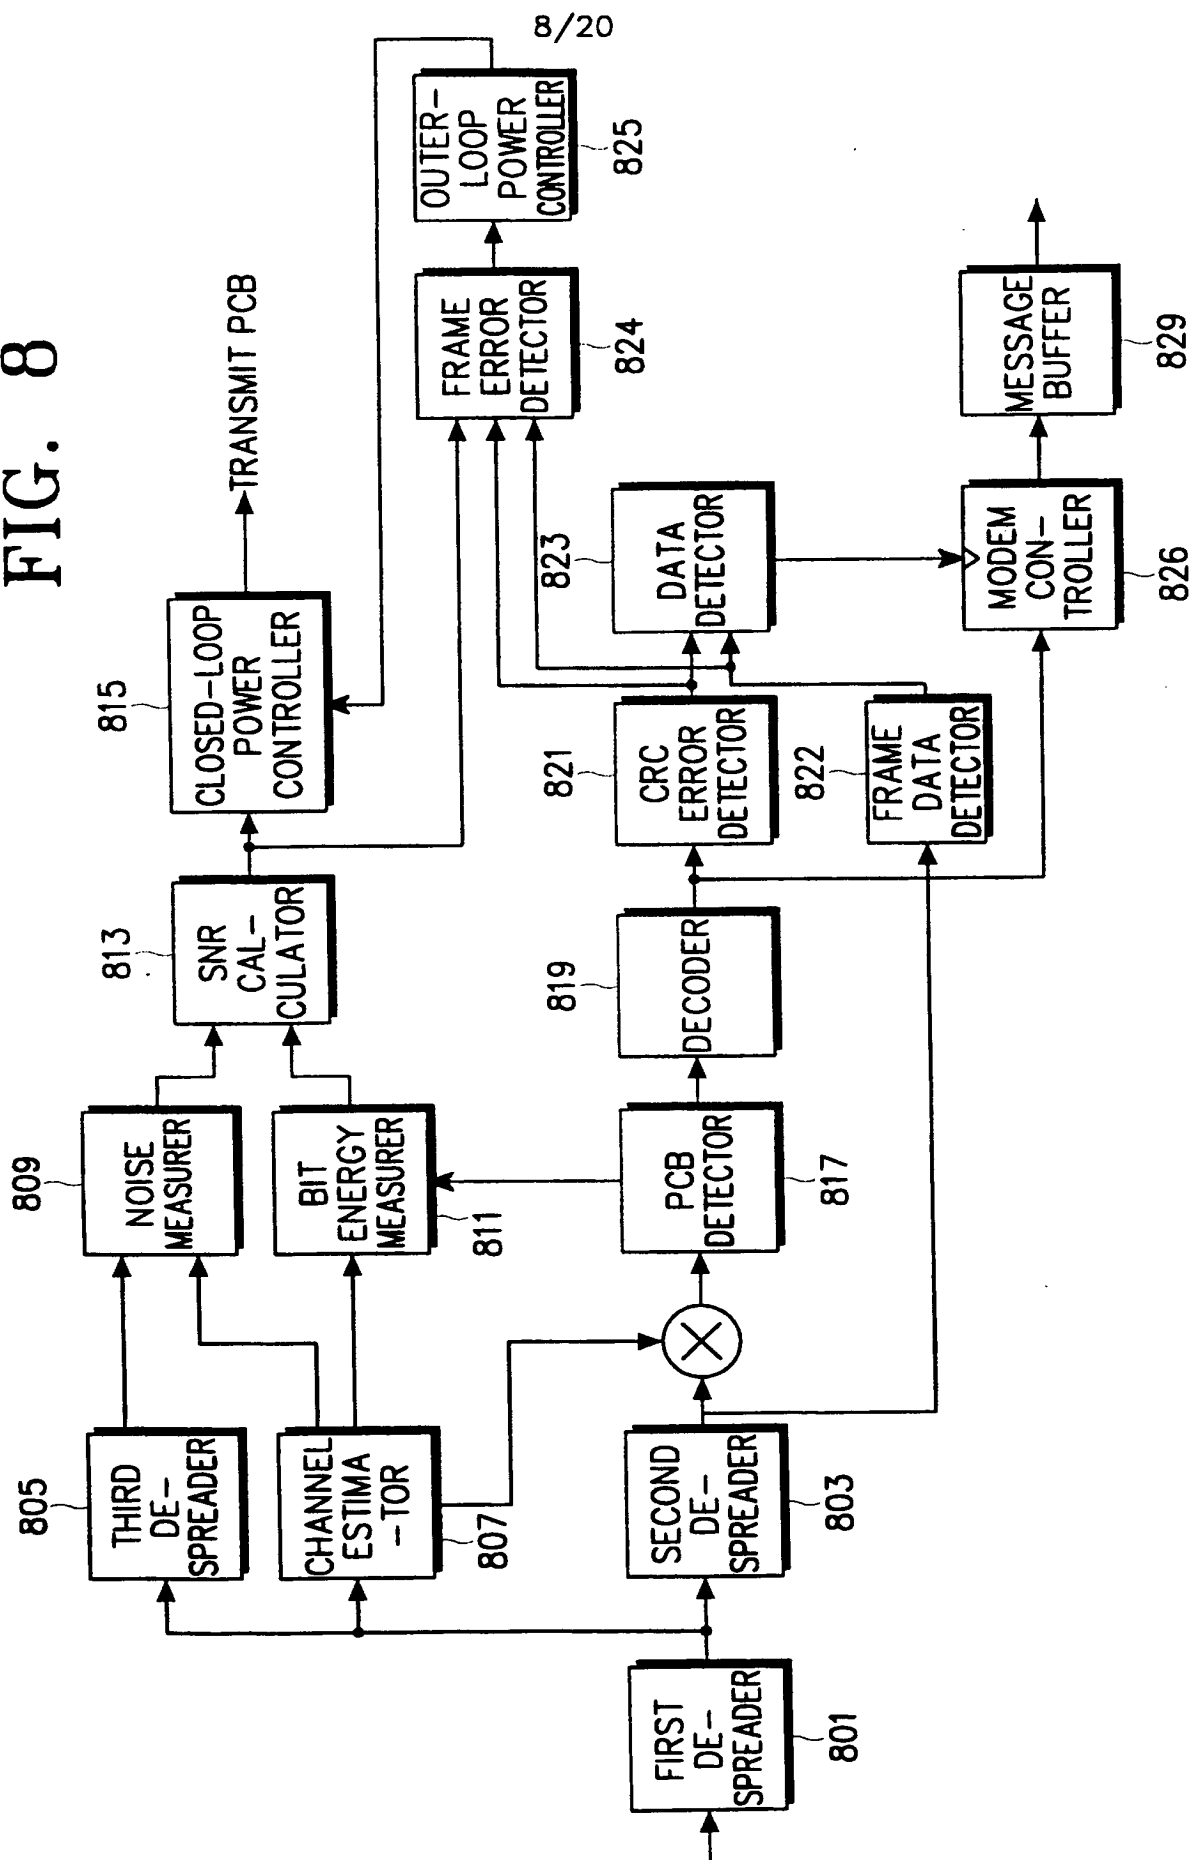 8/20
FIG. 8
FIRST
DE-
SPREADER
801
THIRD
DE-
SPREADER
805
CHANNEL
ESTIMA
-TOR
807
SECOND
DE-
SPREADER
803
NOISE
MEASURER
809
BIT
ENERGY
MEASURER
811
PCB
DETECTOR
817
SNR
CAL-
CULATOR
813
DECODER
819
CLOSED-LOOP
POWER
CONTROLLER
815
TRANSMIT PCB
CRC
ERROR
DETECTOR
821
FRAME
DATA
DETECTOR
822
DATA
DETECTOR
823
FRAME
ERROR
DETECTOR
824
OUTER-
LOOP
POWER
CONTROLLER
825
MODEM
CON-
TROLLER
826
MESSAGE
BUFFER
829